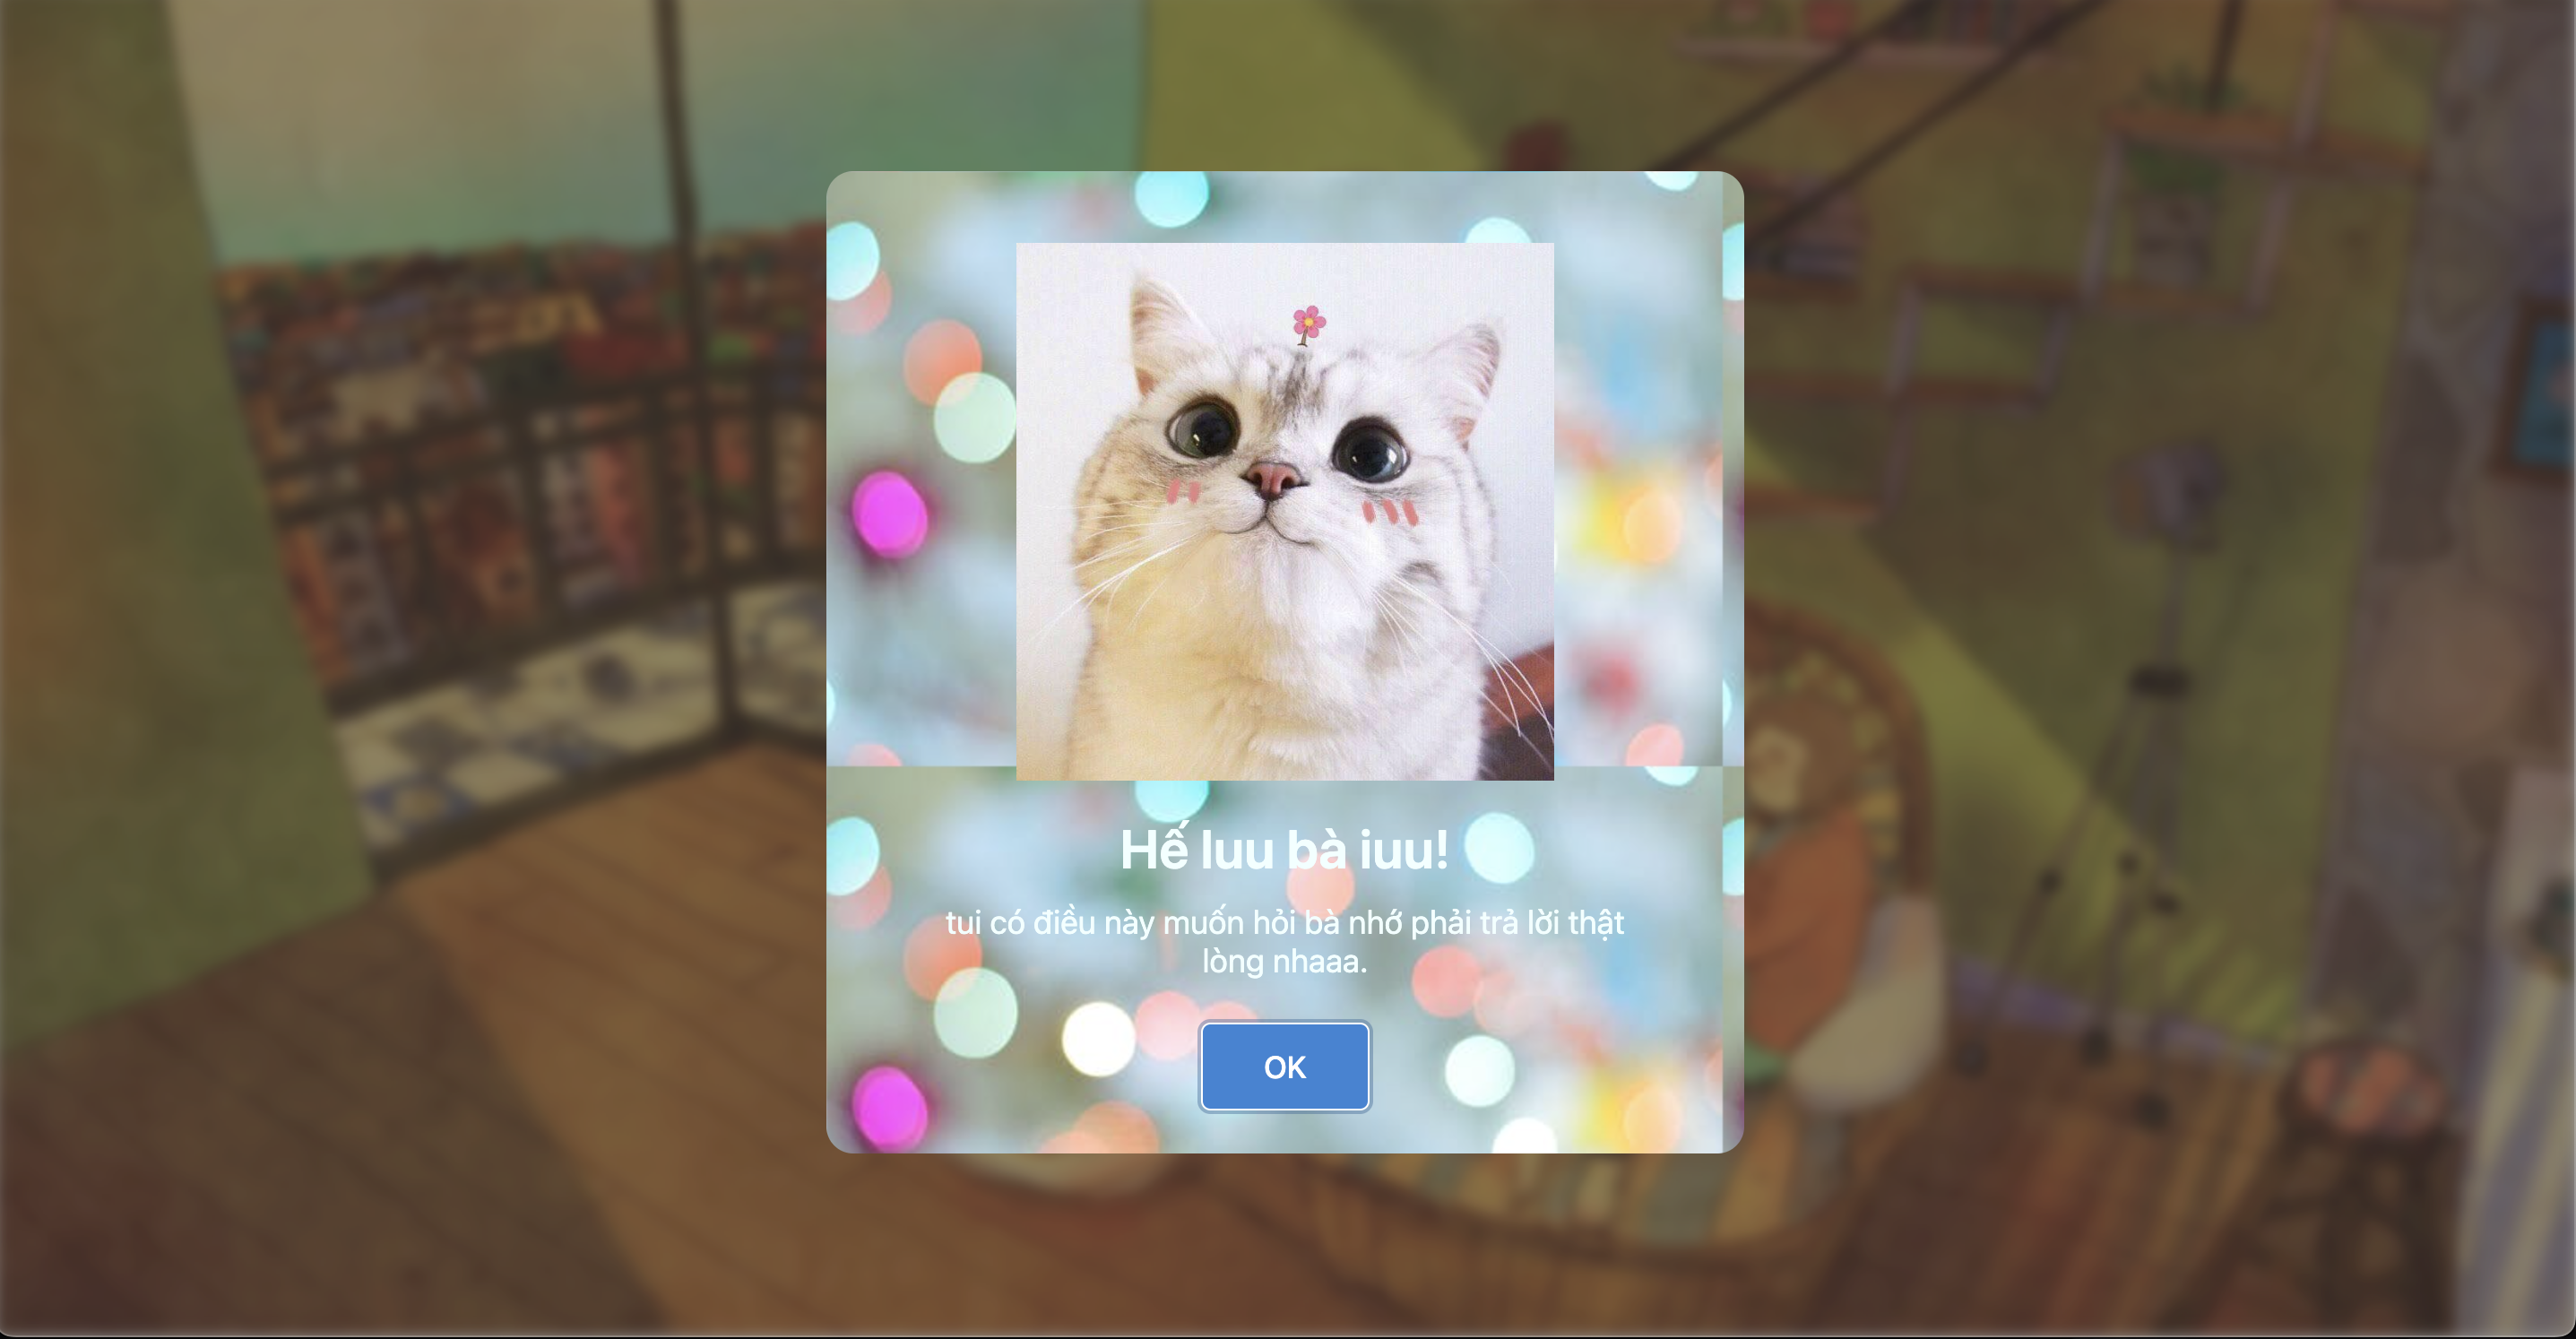 Hế luu bà iuu!
tui có điều này muốn hỏi bà nhớ phải trả lời thật
lòng nhaaa.
OK